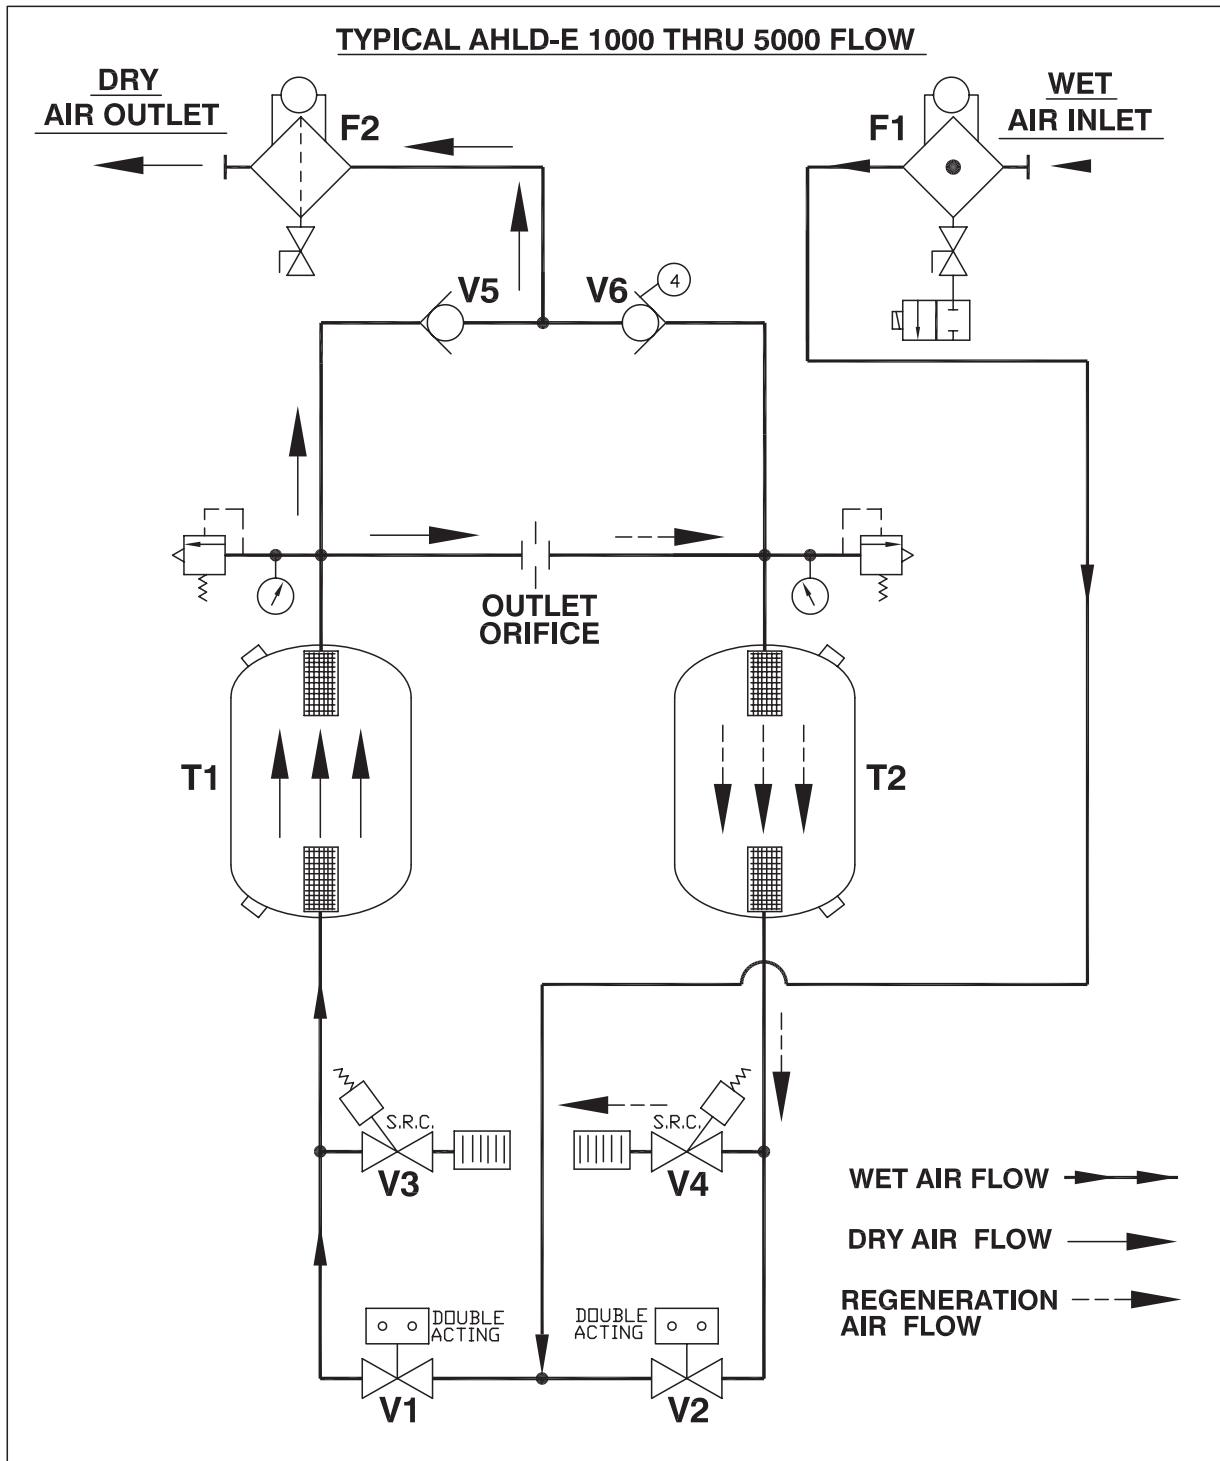 TYPICAL AHLD-E 1000 THRU 5000 FLOW
DRY
AIR OUTLET
F2
F1
WET
AIR INLET
V5
V6
4
OUTLET
ORIFICE
T1
T2
S.R.C.
V3
S.R.C.
V4
WET AIR FLOW
DRY AIR FLOW
REGENERATION
AIR FLOW
DOUBLE
ACTING
V1
DOUBLE
ACTING
V2